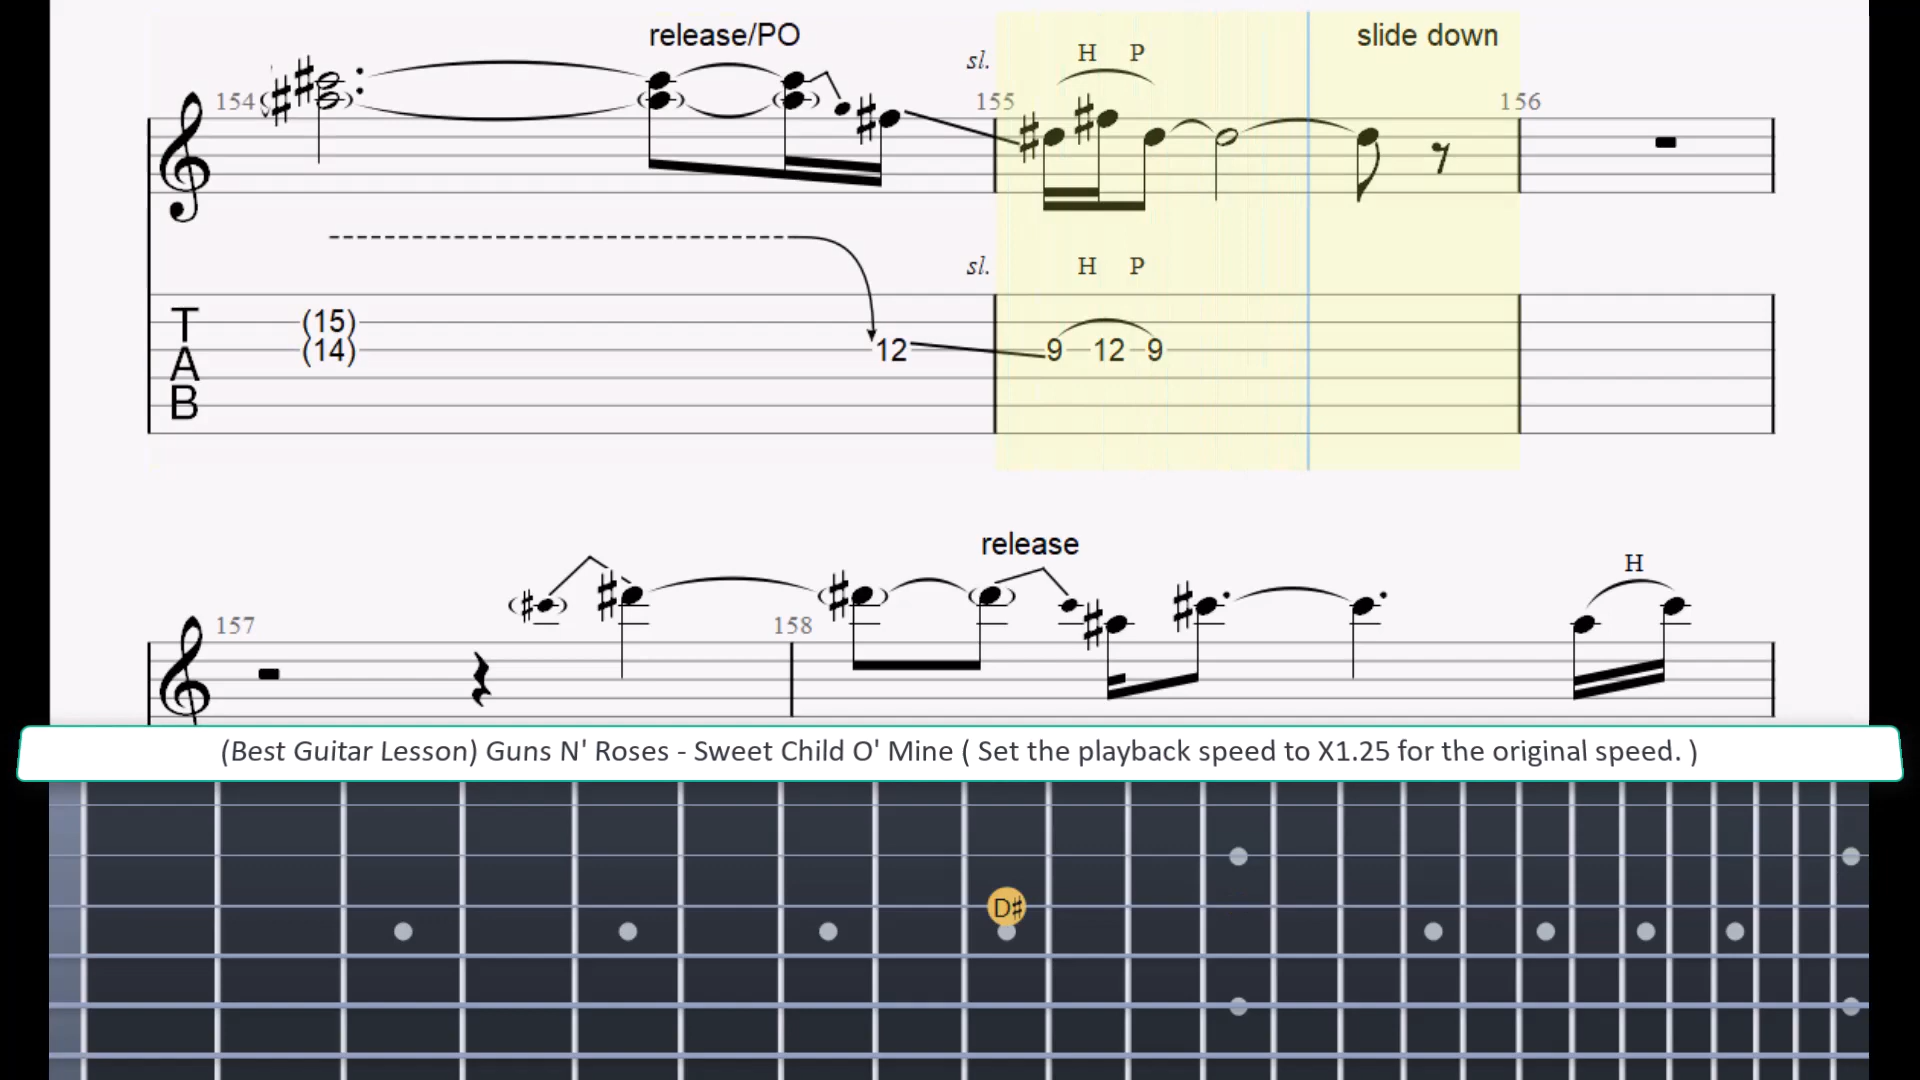 release/PO
sl. H P slide down
154 155 156
sl. H P
T A B
(15)
(14) 12 9 12 9
release
H
157 158
(Best Guitar Lesson) Guns N' Roses - Sweet Child O' Mine ( Set the playback speed to X1.25 for the original speed. )
D♯